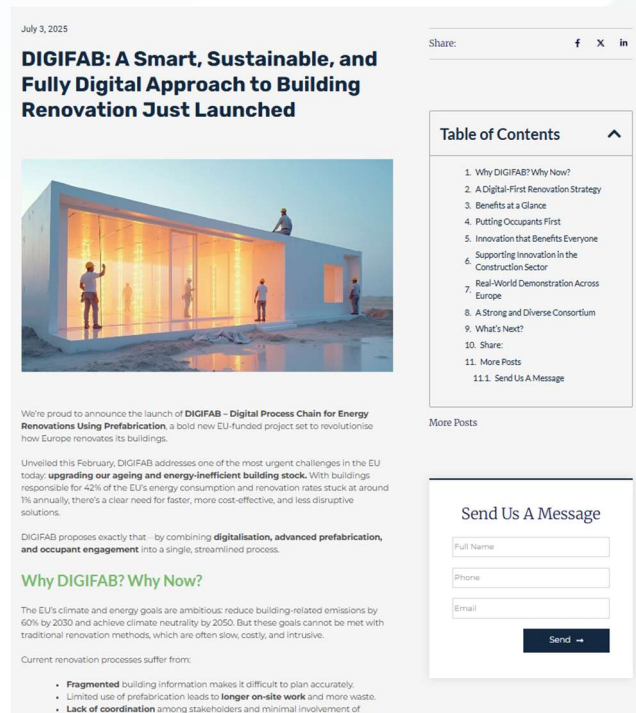 July 3, 2025
DIGIFAB: A Smart, Sustainable, and
Fully Digital Approach to Building
Renovation Just Launched
We're proud to announce the launch of DIGIFAB – Digital Process Chain for Energy
Renovations Using Prefabrication, a bold new EU-funded project set to revolutionise
how Europe renovates its buildings.
Unveiled this February, DIGIFAB addresses one of the most urgent challenges in the EU
today: upgrading our ageing and energy-inefficient building stock. With buildings
responsible for 42% of the EU's energy consumption and renovation rates stuck at around
1% annually, there's a clear need for faster, more cost-effective, and less disruptive
solutions.
DIGIFAB proposes exactly that—by combining digitalisation, advanced prefabrication,
and occupant engagement into a single, streamlined process.
Why DIGIFAB? Why Now?
The EU's climate and energy goals are ambitious: reduce building-related emissions by
60% by 2030 and achieve climate neutrality by 2050. But these goals cannot be met with
traditional renovation methods, which are often slow, costly, and intrusive.
Current renovation processes suffer from:
• Fragmented building information makes it difficult to plan accurately.
• Limited use of prefabrication leads to longer on-site work and more waste.
• Lack of coordination among stakeholders and minimal involvement of
Share:
Table of Contents
1. Why DIGIFAB? Why Now?
2. A Digital-First Renovation Strategy
3. Benefits at a Glance
4. Putting Occupants First
5. Innovation that Benefits Everyone
6. Supporting Innovation in the
Construction Sector
7. Real-World Demonstration Across
Europe
8. A Strong and Diverse Consortium
9. What's Next?
10. Share:
11. More Posts
11.1. Send Us A Message
More Posts
Send Us A Message
Full Name
Phone
Email
Send →